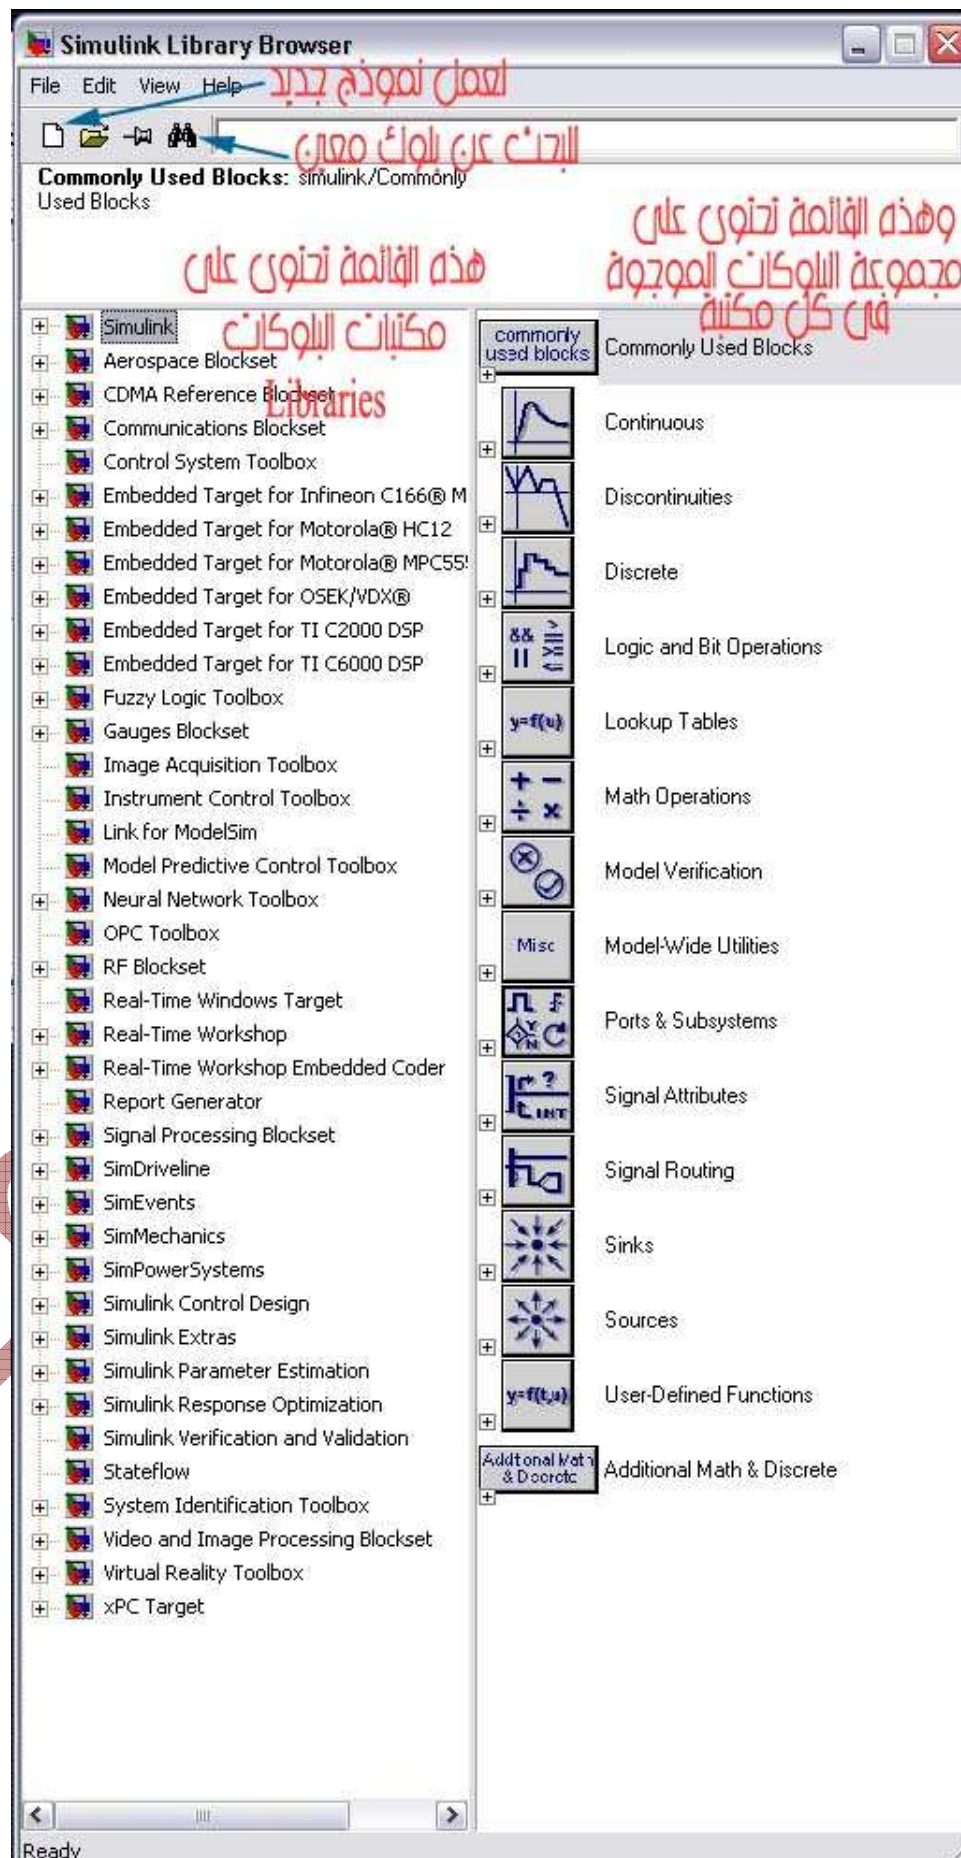 Simulink Library Browser
File Edit View Help
لعمل نموذج جديد
البحث عن بلوك معين
Commonly Used Blocks: simulink/Commonly
Used Blocks
هذه القائمة تحتوى على
مكتبات البلوكات
Libraries
وهذه القائمة تحتوى على
مجموعة البلوكات الموجوة
فى كل مكتبة
Simulink
Aerospace Blockset
CDMA Reference Blockset
Communications Blockset
Control System Toolbox
Embedded Target for Infineon C166® M
Embedded Target for Motorola® HC12
Embedded Target for Motorola® MPC55
Embedded Target for OSEK/VDX®
Embedded Target for TI C2000 DSP
Embedded Target for TI C6000 DSP
Fuzzy Logic Toolbox
Gauges Blockset
Image Acquisition Toolbox
Instrument Control Toolbox
Link for ModelSim
Model Predictive Control Toolbox
Neural Network Toolbox
OPC Toolbox
RF Blockset
Real-Time Windows Target
Real-Time Workshop
Real-Time Workshop Embedded Coder
Report Generator
Signal Processing Blockset
SimDriveline
SimEvents
SimMechanics
SimPowerSystems
Simulink Control Design
Simulink Extras
Simulink Parameter Estimation
Simulink Response Optimization
Simulink Verification and Validation
Stateflow
System Identification Toolbox
Video and Image Processing Blockset
Virtual Reality Toolbox
xPC Target
commonly
used blocks
Commonly Used Blocks
Continuous
Discontinuities
Discrete
&& ||
Logic and Bit Operations
y=f(u)
Lookup Tables
+ −
÷ ×
Math Operations
Model Verification
Misc
Model-Wide Utilities
Y
N
Ports & Subsystems
?
INT
Signal Attributes
Signal Routing
Sinks
Sources
y=f(t,u)
User-Defined Functions
Additional Math
& Discrete
Additional Math & Discrete
Ready